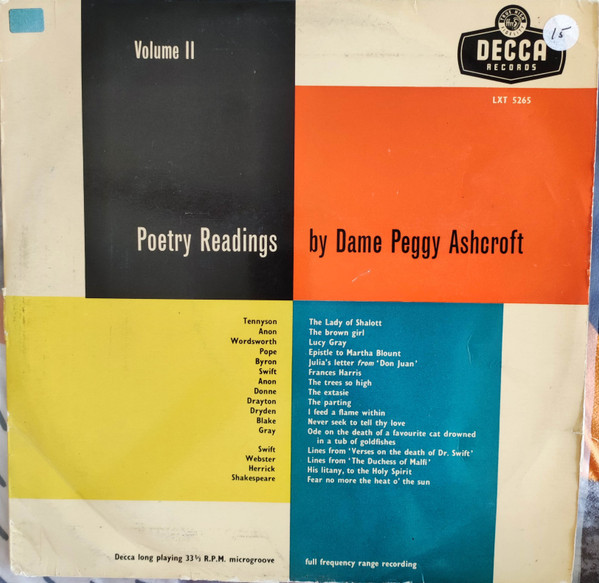 Volume II
DECCA
RECORDS
15
LXT 5265
Poetry Readings by Dame Peggy Ashcroft
Tennyson The Lady of Shalott
Anon The brown girl
Wordsworth Lucy Gray
Pope Epistle to Martha Blount
Byron Julia's letter from 'Don Juan'
Swift Frances Harris
Anon The trees so high
Donne The extasie
Drayton The parting
Dryden I feed a flame within
Blake Never seek to tell thy love
Gray Ode on the death of a favourite cat drowned
in a tub of goldfishes
Swift Lines from 'Verses on the death of Dr. Swift'
Webster Lines from 'The Duchess of Malfi'
Herrick His litany, to the Holy Spirit
Shakespeare Fear no more the heat o' the sun
Decca long playing 33⅓ R.P.M. microgroove full frequency range recording